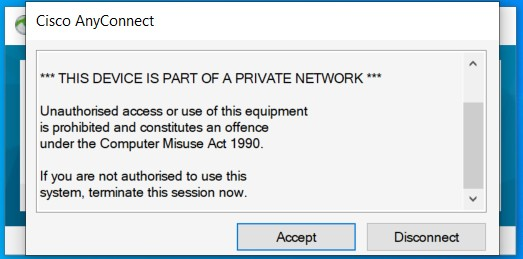 Cisco AnyConnect
*** THIS DEVICE IS PART OF A PRIVATE NETWORK ***
Unauthorised access or use of this equipment
is prohibited and constitutes an offence
under the Computer Misuse Act 1990.
If you are not authorised to use this
system, terminate this session now.
Accept
Disconnect